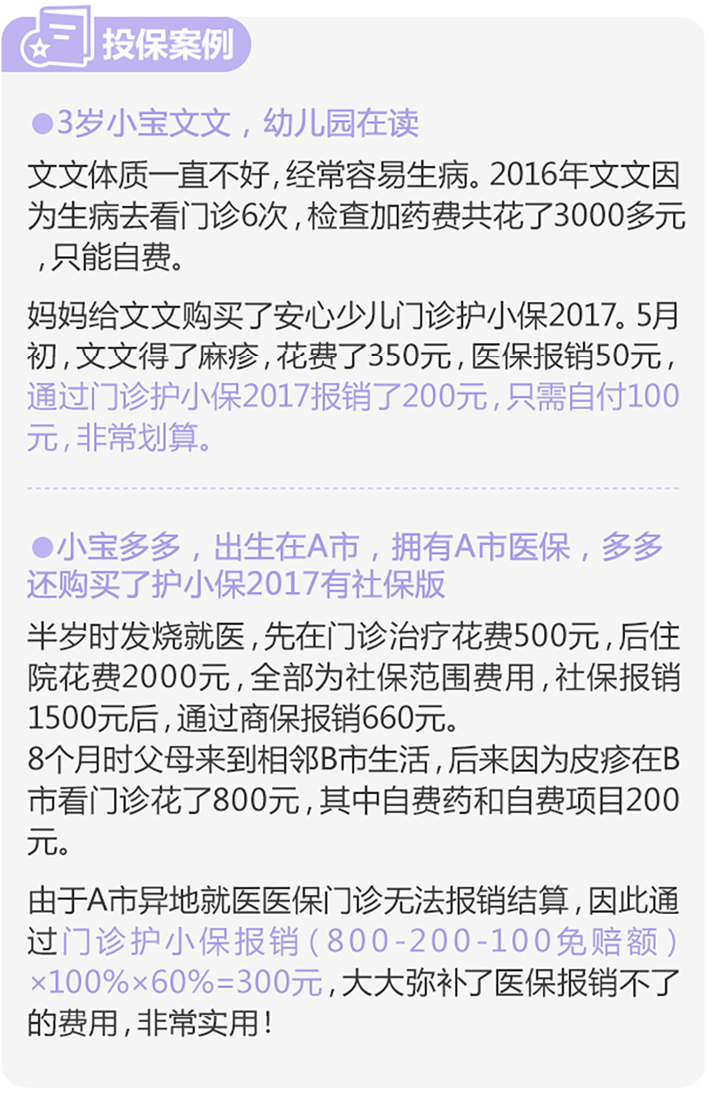 投保案例
●3岁小宝文文，幼儿园在读
文文体质一直不好，经常容易生病。2016年文文因
为生病去看门诊6次，检查加药费共花了3000多元
，只能自费。
妈妈给文文购买了安心少儿门诊护小保2017。5月
初，文文得了麻疹，花费了350元，医保报销50元，
通过门诊护小保2017报销了200元，只需自付100
元，非常划算。
●小宝多多，出生在A市，拥有A市医保，多多
还购买了护小保2017有社保版
半岁时发烧就医，先在门诊治疗花费500元，后住
院花费2000元，全部为社保范围费用，社保报销
1500元后，通过商保报销660元。
8个月时父母来到相邻B市生活，后来因为皮疹在B
市看门诊花了800元，其中自费药和自费项目200
元。
由于A市异地就医医保门诊无法报销结算，因此通
过门诊护小保报销（800-200-100免赔额）
×100%×60%=300元，大大弥补了医保报销不了
的费用，非常实用！